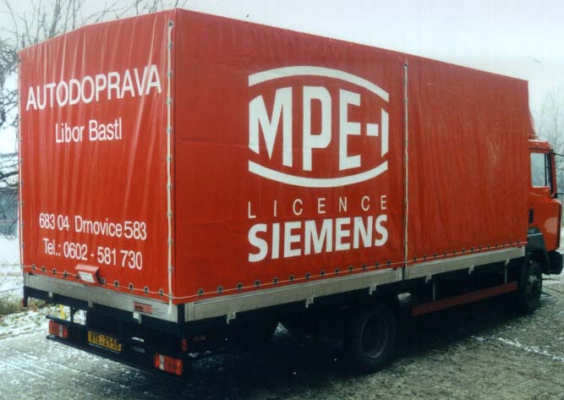 AUTODOPRAVA
Libor Bastl
683 04 Drnovice 583
Tel.: 0602 - 581 730
MPE-I
LICENCE
SIEMENS